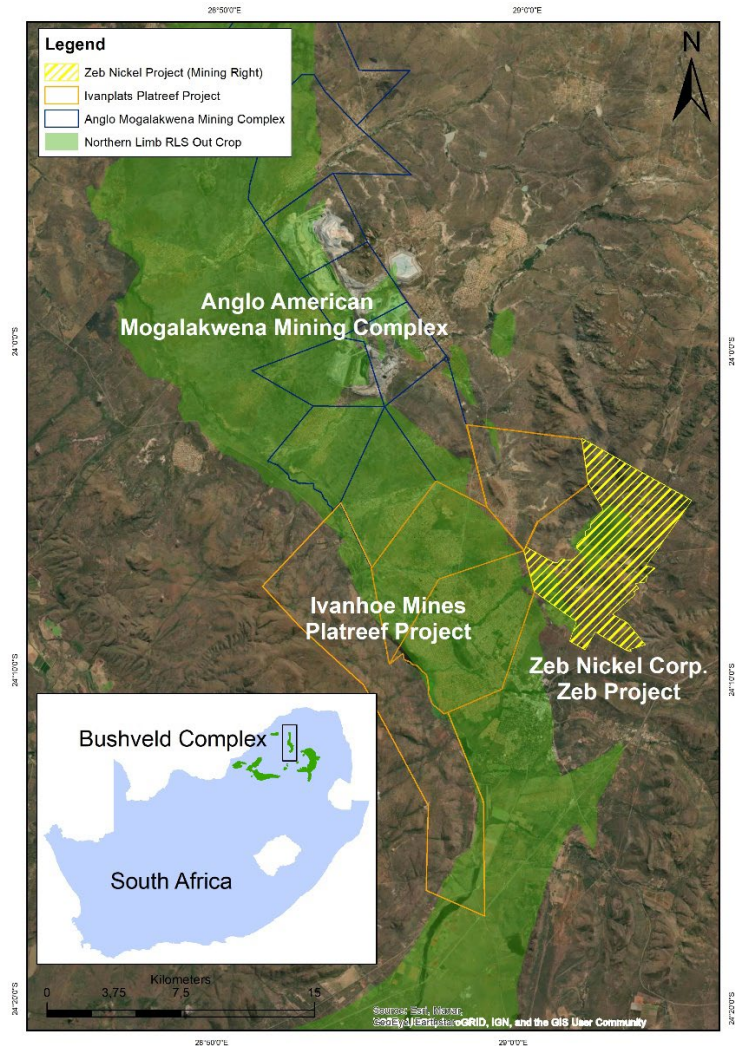 28°50'0"E
29°0'0"E
Legend
Zeb Nickel Project (Mining Right)
Ivanplats Platreef Project
Anglo Mogalakwena Mining Complex
Northern Limb RLS Out Crop
N
Anglo American
Mogalakwena Mining Complex
24°0'0"S
24°0'0"S
Ivanhoe Mines
Platreef Project
Zeb Nickel Corp.
Zeb Project
24°10'0"S
24°10'0"S
Bushveld Complex
South Africa
Kilometers
0 3,75 7,5 15
24°20'0"S
24°20'0"S
Source: Esri, Maxar,
GeoEye, Earthstar
oGRID, IGN, and the GIS User Community
28°50'0"E
29°0'0"E